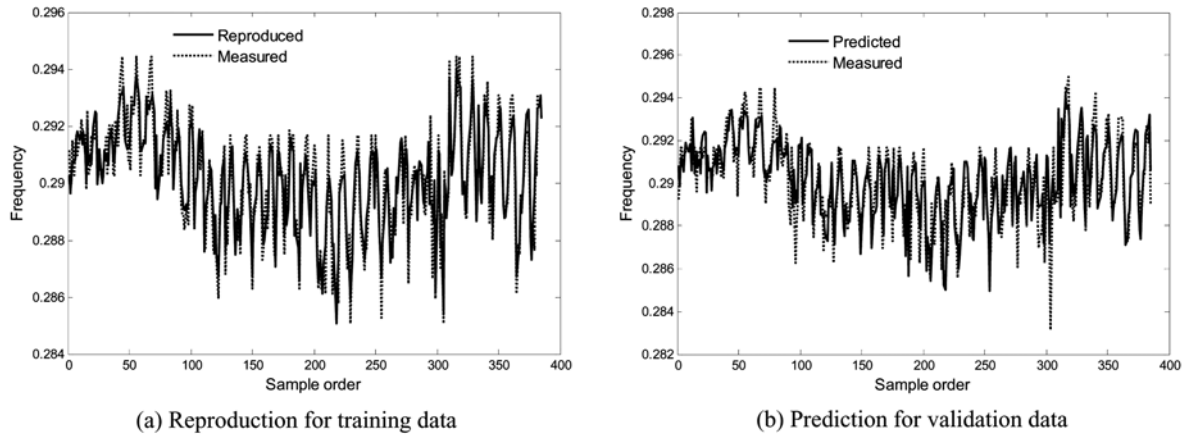 0.296
0.294
0.292
0.29
0.288
0.286
0.284
Frequency
Reproduced
Measured
0 50 100 150 200 250 300 350 400
Sample order
(a) Reproduction for training data
0.298
0.296
0.294
0.292
0.29
0.288
0.286
0.284
0.282
Frequency
Predicted
Measured
0 50 100 150 200 250 300 350 400
Sample order
(b) Prediction for validation data